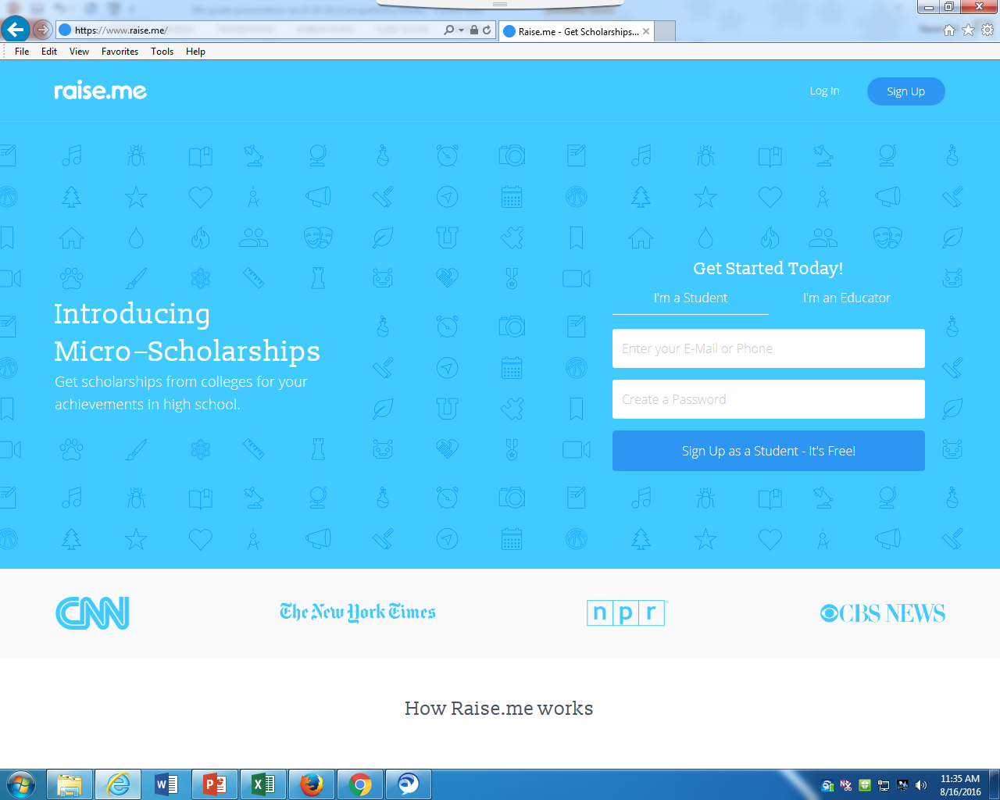 https://www.raise.me/
Raise.me - Get Scholarships...
File Edit View Favorites Tools Help
raise.me
Log In
Sign Up
Get Started Today!
I'm a Student
I'm an Educator
Introducing
Micro-Scholarships
Get scholarships from colleges for your
achievements in high school.
Enter your E-Mail or Phone
Create a Password
Sign Up as a Student - It's Free!
CNN
The New York Times
npr
CBS NEWS
How Raise.me works
11:35 AM
8/16/2016